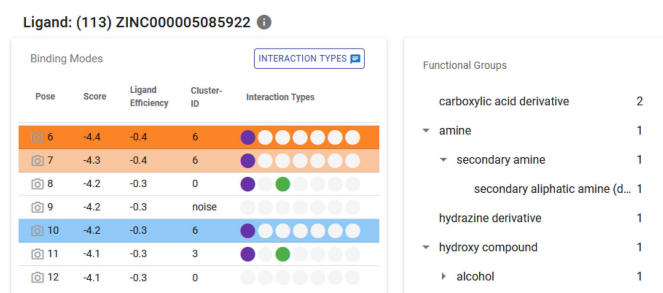 Ligand: (113) ZINC000005085922
Binding Modes
INTERACTION TYPES
Pose Score Ligand Efficiency Cluster-ID Interaction Types
6 -4.4 -0.4 6
7 -4.3 -0.4 6
8 -4.2 -0.3 0
9 -4.2 -0.3 noise
10 -4.2 -0.3 6
11 -4.1 -0.3 3
12 -4.1 -0.3 0
Functional Groups
carboxylic acid derivative 2
amine 1
secondary amine 1
secondary aliphatic amine (d... 1
hydrazine derivative 1
hydroxy compound 1
alcohol 1